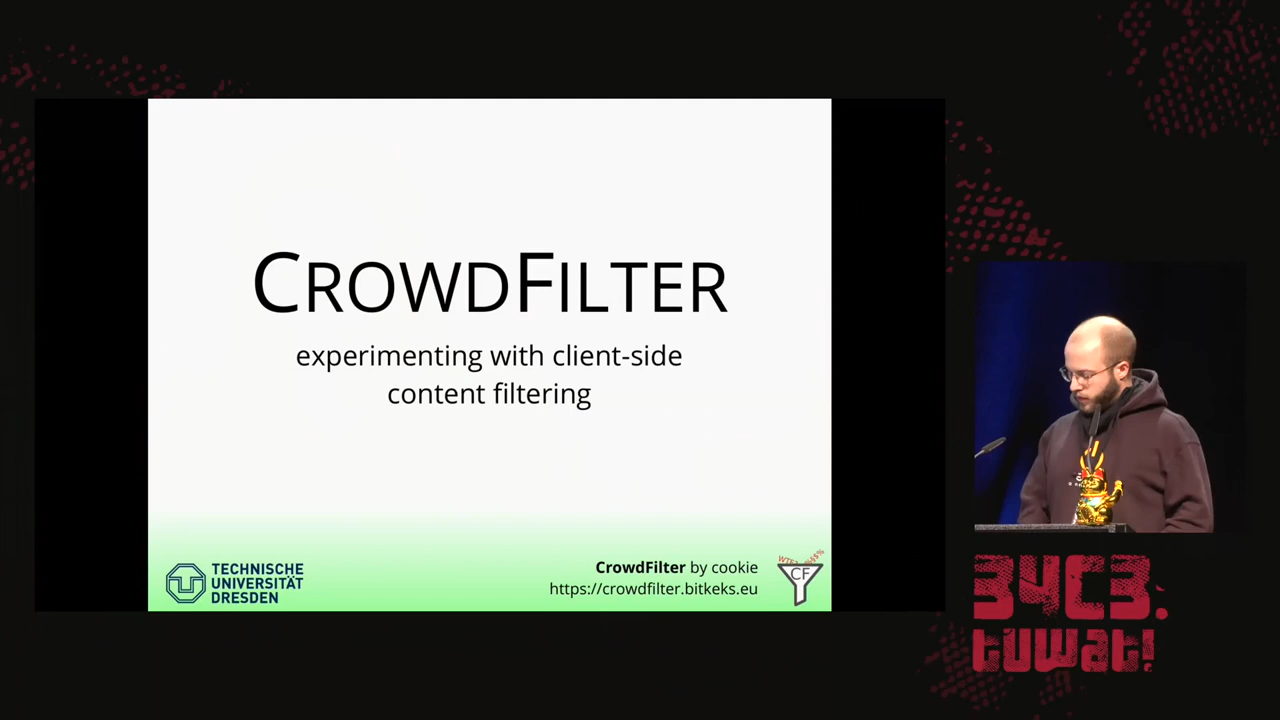 CROWDFILTER
experimenting with client-side
content filtering
TECHNISCHE
UNIVERSITÄT
DRESDEN
CrowdFilter by cookie
https://crowdfilter.bitkeks.eu
CF
34C3.
tuwat!